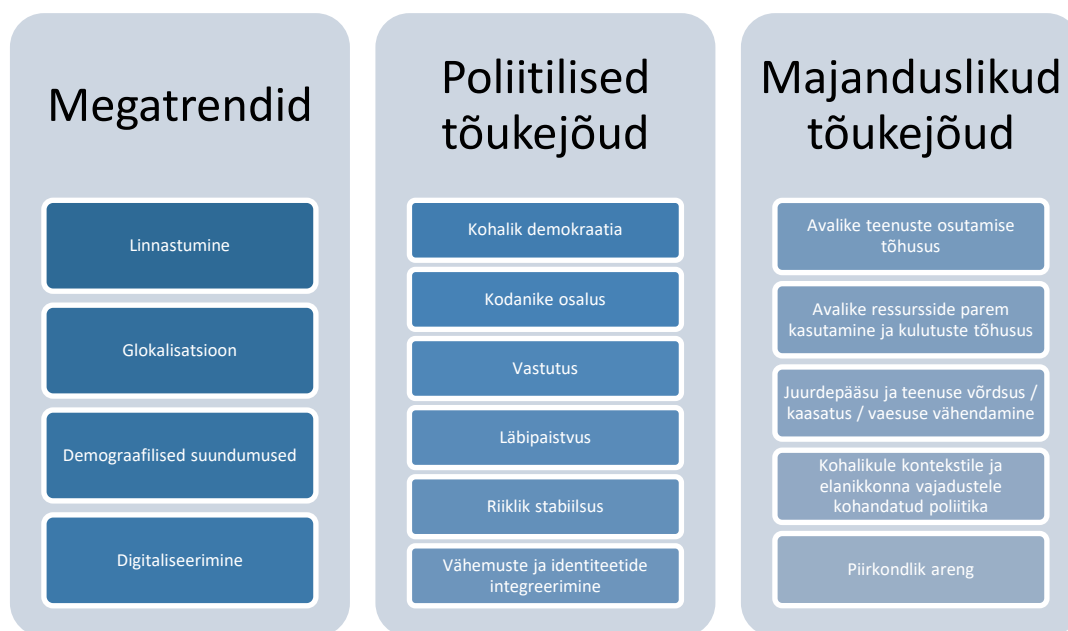 Megatrendid
Linnastumine
Glokalisatsioon
Demograafilised suundumused
Digitaliseerimine
Poliitilised
tõukejõud
Kohalik demokraatia
Kodanike osalus
Vastutus
Läbipaistvus
Riiklik stabiilsus
Vähemuste ja identiteetide
integreerimine
Majanduslikud
tõukejõud
Avalike teenuste osutamise
tõhusus
Avalike ressursside parem
kasutamine ja kulutuste tõhusus
Juurdepääsu ja teenuse võrdsus /
kaasatus / vaesuse vähendamine
Kohalikule kontekstile ja
elanikkonna vajadustele
kohandatud poliitika
Piirkondlik areng